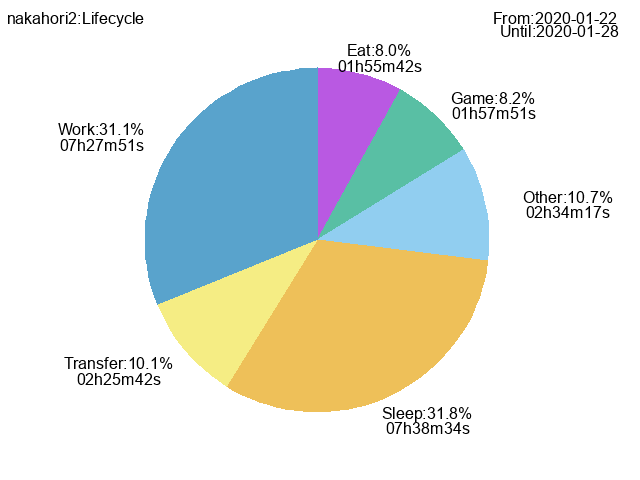 nakahori2:Lifecycle
From:2020-01-22
Until:2020-01-28
Eat:8.0%
01h55m42s
Game:8.2%
01h57m51s
Work:31.1%
07h27m51s
Other:10.7%
02h34m17s
Transfer:10.1%
02h25m42s
Sleep:31.8%
07h38m34s